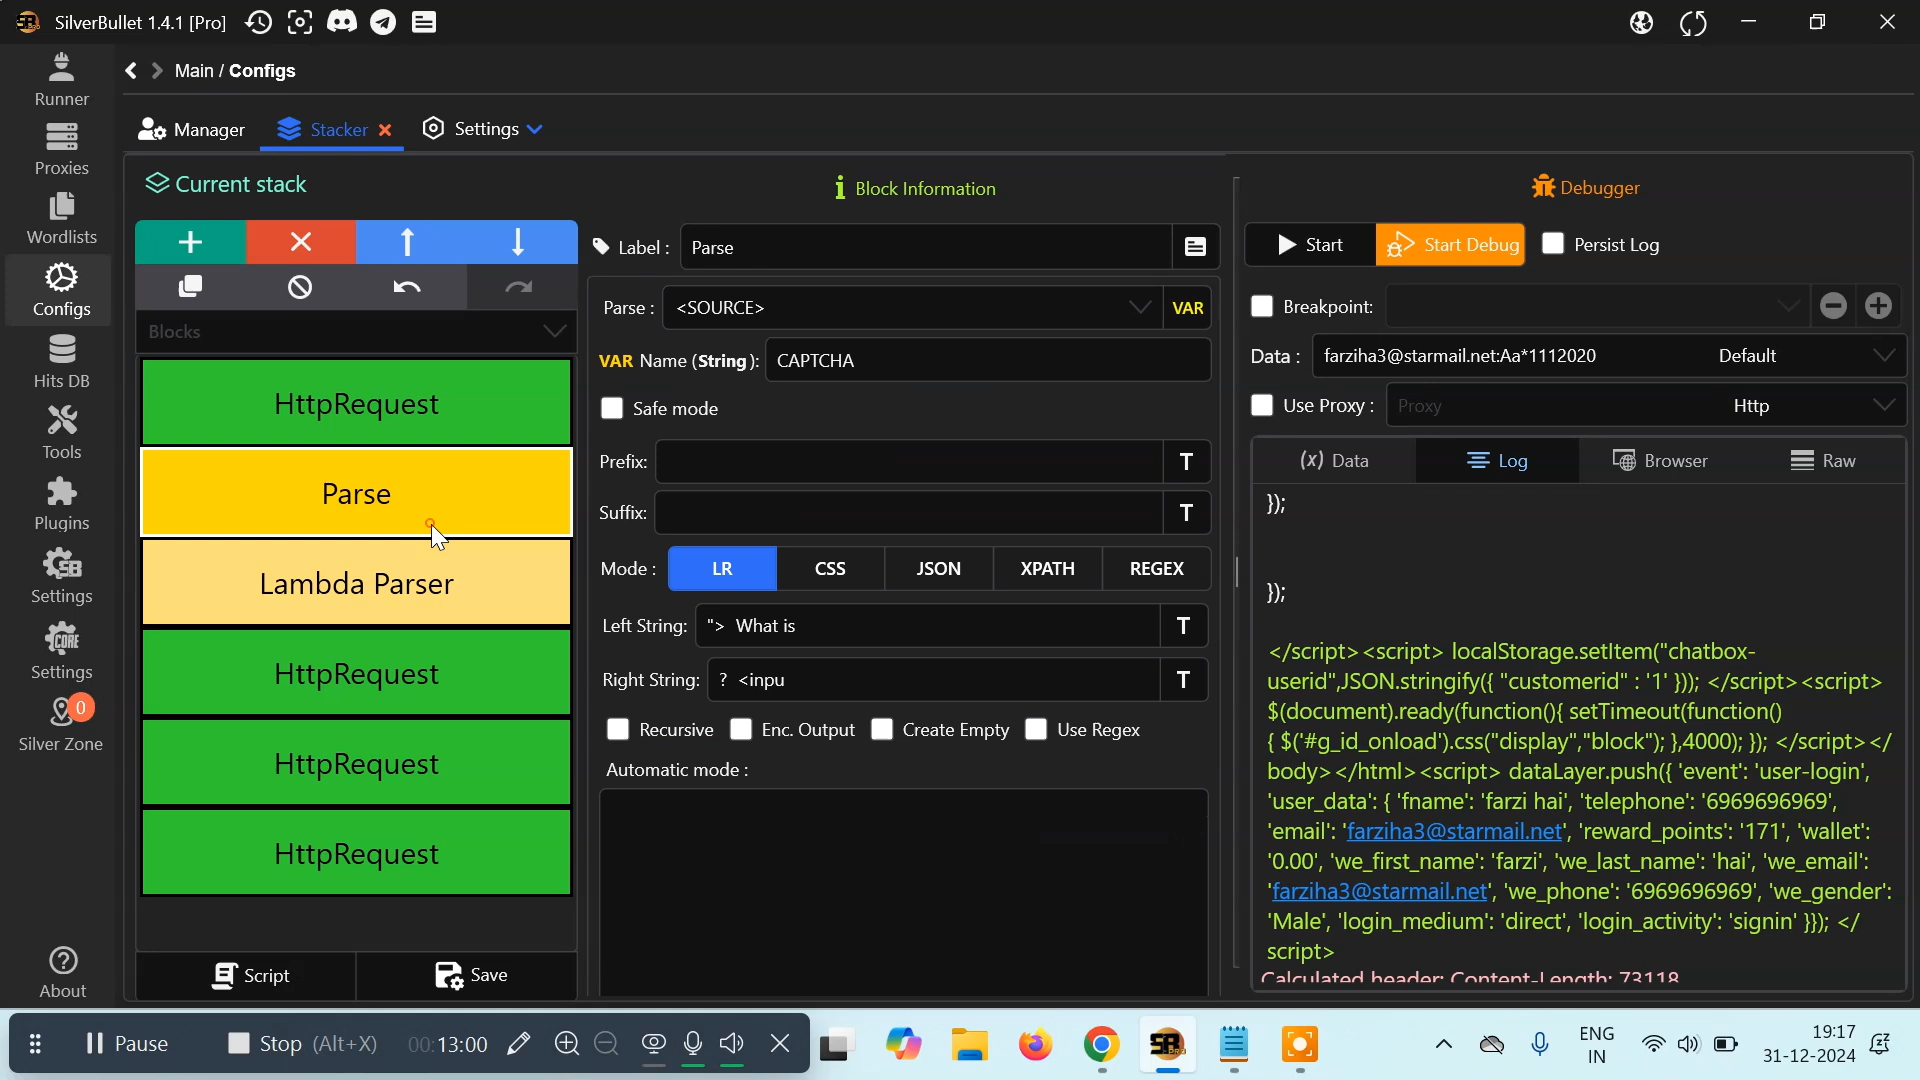 SilverBullet 1.4.1 [Pro]
Runner
Proxies
Wordlists
Configs
Hits DB
Tools
Plugins
Settings
CORE
Settings
0
Silver Zone
About
Main / Configs
Manager
Stacker
Settings
Current stack
Blocks
HttpRequest
Parse
Lambda Parser
HttpRequest
HttpRequest
HttpRequest
Script
Save
Block Information
Label : Parse
Parse : <SOURCE> VAR
VAR Name (String): CAPTCHA
Safe mode
Prefix: T
Suffix: T
Mode : LR CSS JSON XPATH REGEX
Left String: "> What is T
Right String: ? <inpu T
Recursive Enc. Output Create Empty Use Regex
Automatic mode :
Debugger
Start Start Debug Persist Log
Breakpoint:
Data : farziha3@starmail.net:Aa*1112020 Default
Use Proxy : Proxy Http
(x) Data Log Browser Raw
});
});
</script><script> localStorage.setItem("chatbox-
userid",JSON.stringify({ "customerid" : '1' })); </script><script>
$(document).ready(function(){ setTimeout(function()
{ $('#g_id_onload').css("display","block"); },4000); }); </script></
body></html><script> dataLayer.push({ 'event': 'user-login',
'user_data': { 'fname': 'farzi hai', 'telephone': '6969696969',
'email': 'farziha3@starmail.net', 'reward_points': '171', 'wallet':
'0.00', 'we_first_name': 'farzi', 'we_last_name': 'hai', 'we_email':
'farziha3@starmail.net', 'we_phone': '6969696969', 'we_gender':
'Male', 'login_medium': 'direct', 'login_activity': 'signin' }}); </
script>
Calculated header: Content-Length: 73118
Pause Stop (Alt+X) 00:13:00
ENG
IN
19:17
31-12-2024